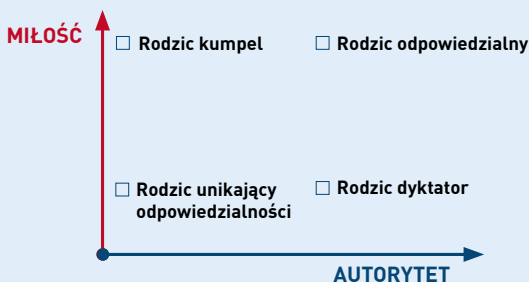 MIŁOŚĆ
Rodzic kumpel
Rodzic odpowiedzialny
Rodzic unikający
odpowiedzialności
Rodzic dyktator
AUTORYTET